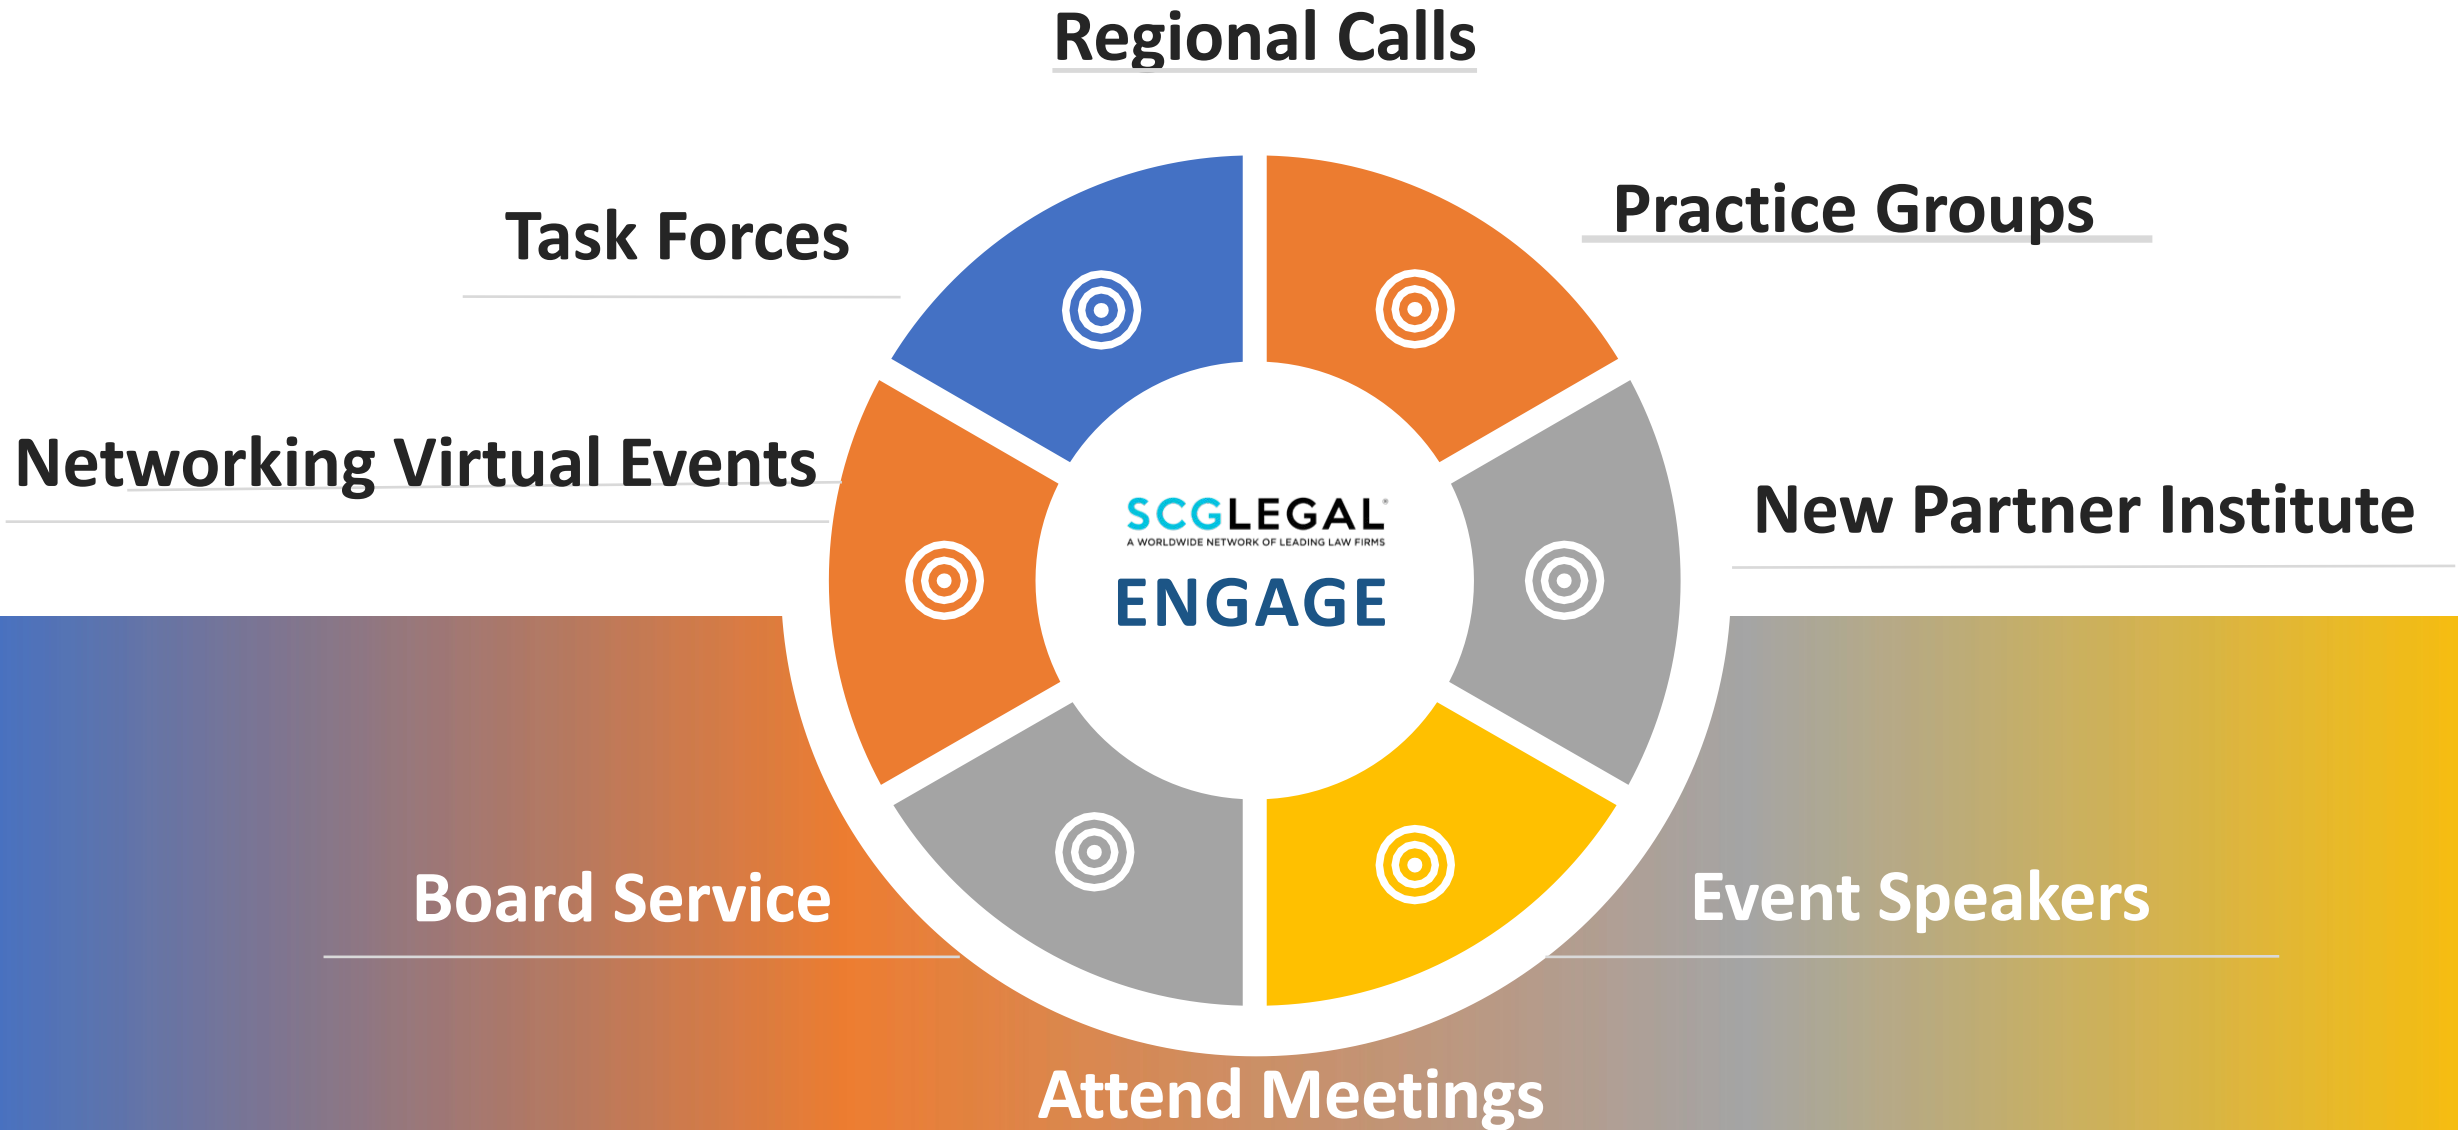 Regional Calls
Task Forces
Practice Groups
Networking Virtual Events
New Partner Institute
SCGLEGAL®
A WORLDWIDE NETWORK OF LEADING LAW FIRMS
ENGAGE
Board Service
Event Speakers
Attend Meetings